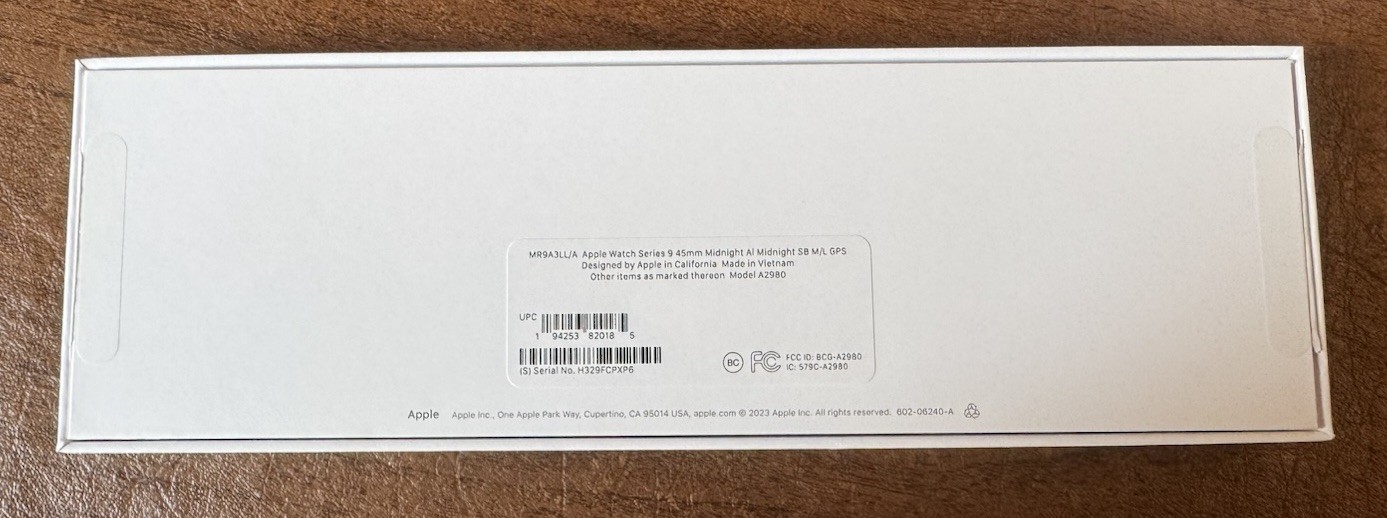 MR9A3LL/A Apple Watch Series 9 45mm Midnight Al Midnight SB M/L GPS
Designed by Apple in California Made in Vietnam
Other items as marked thereon Model A2980
UPC
1 94253 82018 5
(S) Serial No. H329FCPXP6
BC
FC
FCC ID: BCG-A2980
IC: 579C-A2980
Apple Apple Inc., One Apple Park Way, Cupertino, CA 95014 USA, apple.com © 2023 Apple Inc. All rights reserved. 602-06240-A